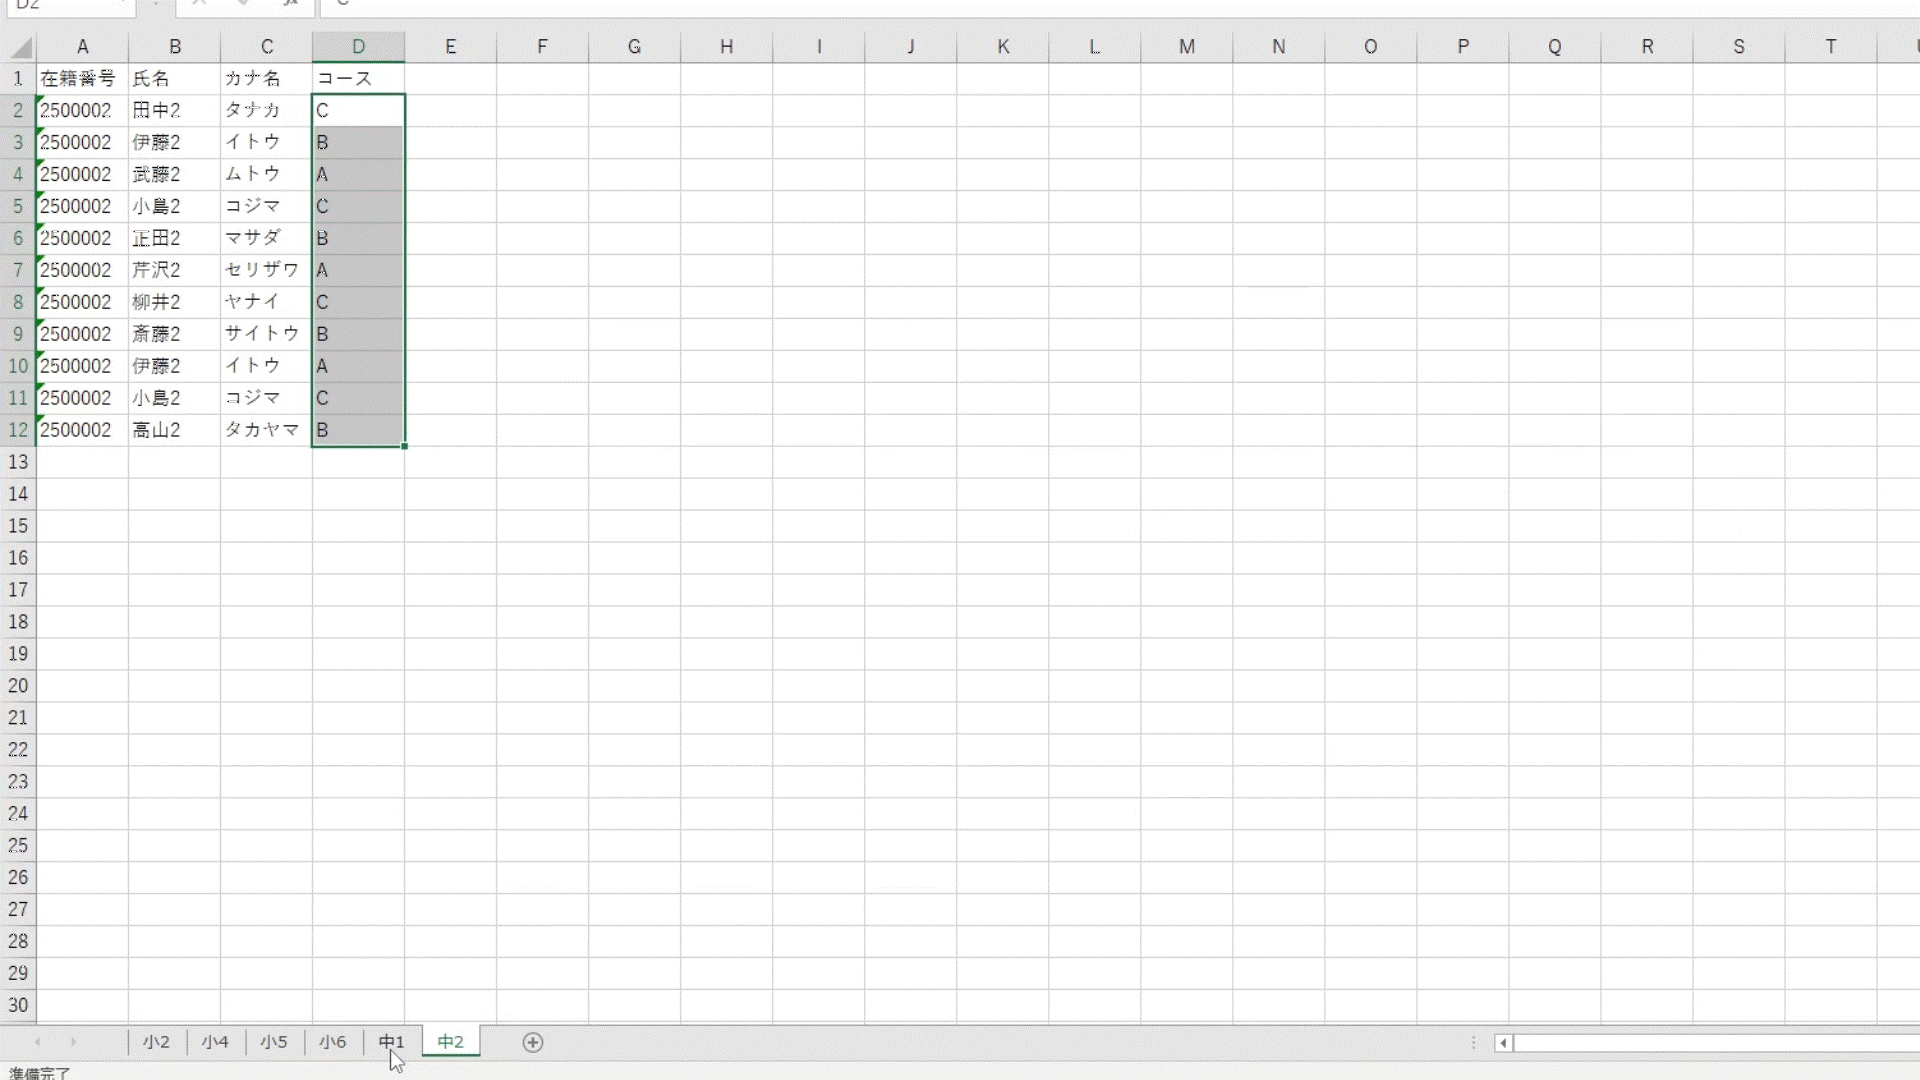 D2 C
A B C D E F G H I J K L M N O P Q R S T
1 在籍番号 氏名 カナ名 コース
2 2500002 田中2 タナカ C
3 2500002 伊藤2 イトウ B
4 2500002 武藤2 ムトウ A
5 2500002 小島2 コジマ C
6 2500002 正田2 マサダ B
7 2500002 芹沢2 セリザワ A
8 2500002 柳井2 ヤナイ C
9 2500002 斎藤2 サイトウ B
10 2500002 伊藤2 イトウ A
11 2500002 小島2 コジマ C
12 2500002 高山2 タカヤマ B
13
14
15
16
17
18
19
20
21
22
23
24
25
26
27
28
29
30
小2 小4 小5 小6 中1 中2
準備完了